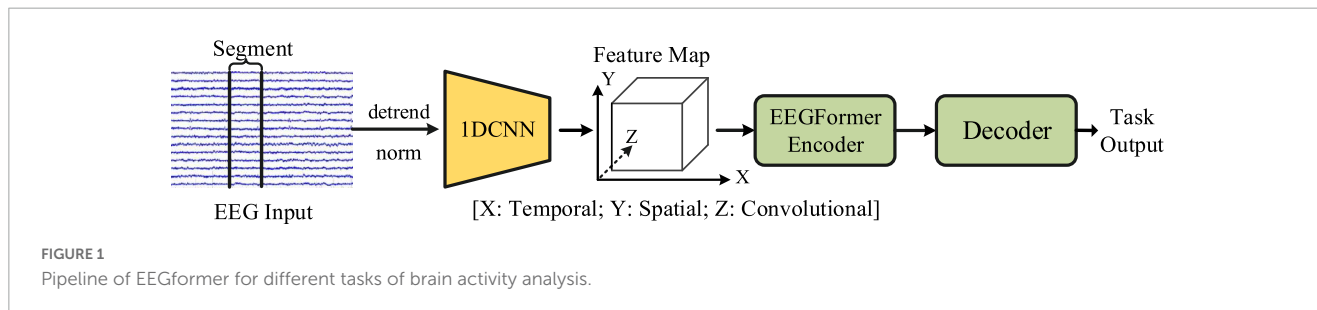 Segment
EEG Input
detrend
norm
1DCNN
Feature Map
Y
Z
X
[X: Temporal; Y: Spatial; Z: Convolutional]
EEGFormer
Encoder
Decoder
Task
Output
FIGURE 1
Pipeline of EEGformer for different tasks of brain activity analysis.